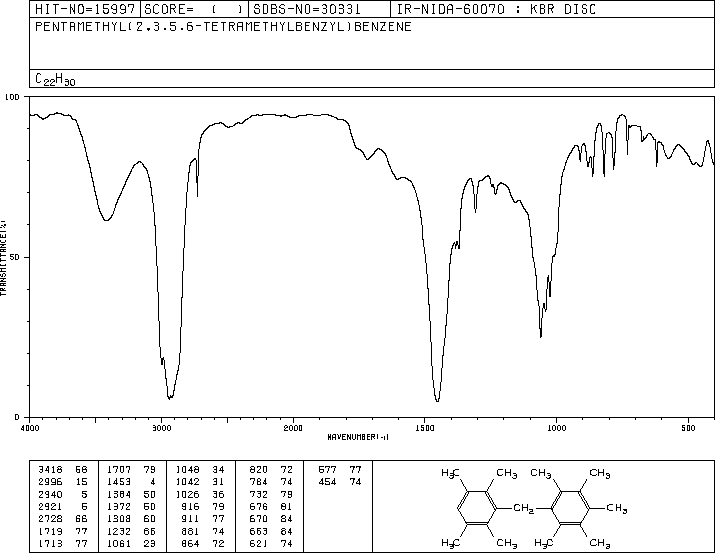 HIT-NO=15997 SCORE= ( ) SDBS-NO=30331 IR-NIDA-60070 : KBR DISC
PENTAMETHYL(2,3,5,6-TETRAMETHYLBENZYL)BENZENE
C22H30
100
50
0
TRANSMITTANCE(%)
4000 3000 2000 1500 1000 500
WAVENUMBER(-1)
3418 1707 79 1048 34 820 72 577 77
2996 15 1453 4 1042 31 784 74 454 74
2940 5 1384 50 1026 36 732 79
2921 5 1372 50 916 79 676 81
2728 66 1308 60 911 77 670 84
1719 77 1232 66 881 74 663 84
1713 77 1061 23 864 72 621 74
H3C CH3 CH3 CH3
CH2 CH3
H3C CH3 H3C CH3